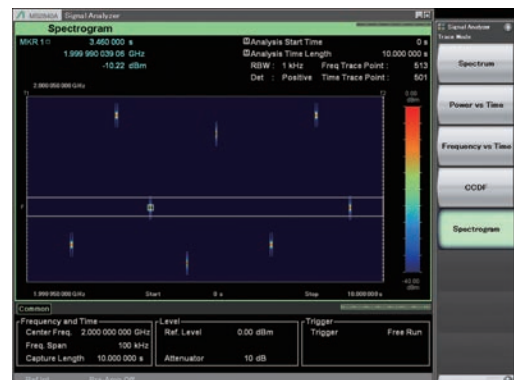 MS2840A Signal Analyzer
Spectrogram
MKR 1
3.460 000 s
1.999 990 039 06 GHz
-10.22 dBm
Analysis Start Time 0 s
Analysis Time Length 10.000 000 s
RBW : 1 kHz Freq Trace Point : 513
Det : Positive Time Trace Point : 501
2.000 050 000 GHz
T1
T2
0.00
dBm
F
-40.00
dBm
1.999 950 000 GHz
Start 0 s
Stop 10.000 000 s
Common
Frequency and Time
Center Freq. 2.000 000 000 GHz
Freq. Span 100 kHz
Capture Length 10.000 000 s
Level
Ref. Level 0.00 dBm
Attenuator 10 dB
Trigger
Trigger Free Run
Signal Analyzer
Trace Mode
Spectrum
Power vs Time
Frequency vs Time
CCDF
Spectrogram